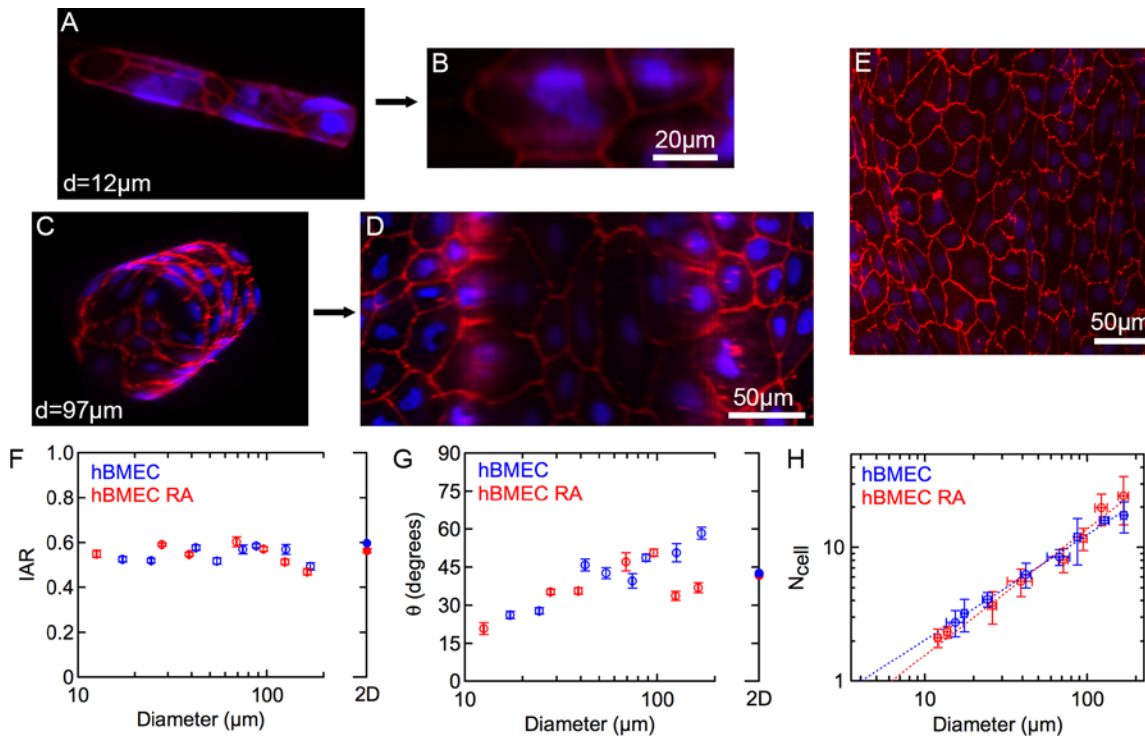 A
d=12µm
B
20µm
C
d=97µm
D
50µm
E
50µm
F
hBMEC
hBMEC RA
IAR
1.0
0.8
0.6
0.4
0.2
0
10
100
2D
Diameter (µm)
G
hBMEC
hBMEC RA
θ (degrees)
90
75
60
45
30
15
0
10
100
2D
Diameter (µm)
H
hBMEC
hBMEC RA
Ncell
10
1
10
100
Diameter (µm)